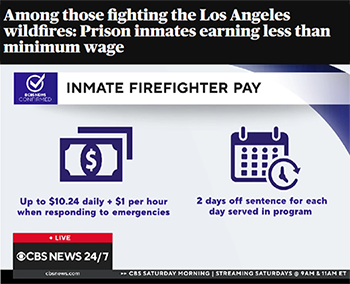 Among those fighting the Los Angeles
wildfires: Prison inmates earning less than
minimum wage
CBS NEWS
CONFIRMED
INMATE FIREFIGHTER PAY
Up to $10.24 daily + $1 per hour
when responding to emergencies
2 days off sentence for each
day served in program
LIVE
CBS NEWS 24/7
cbsnews.com
CBS SATURDAY MORNING | STREAMING SATURDAYS @ 9AM & 11AM ET